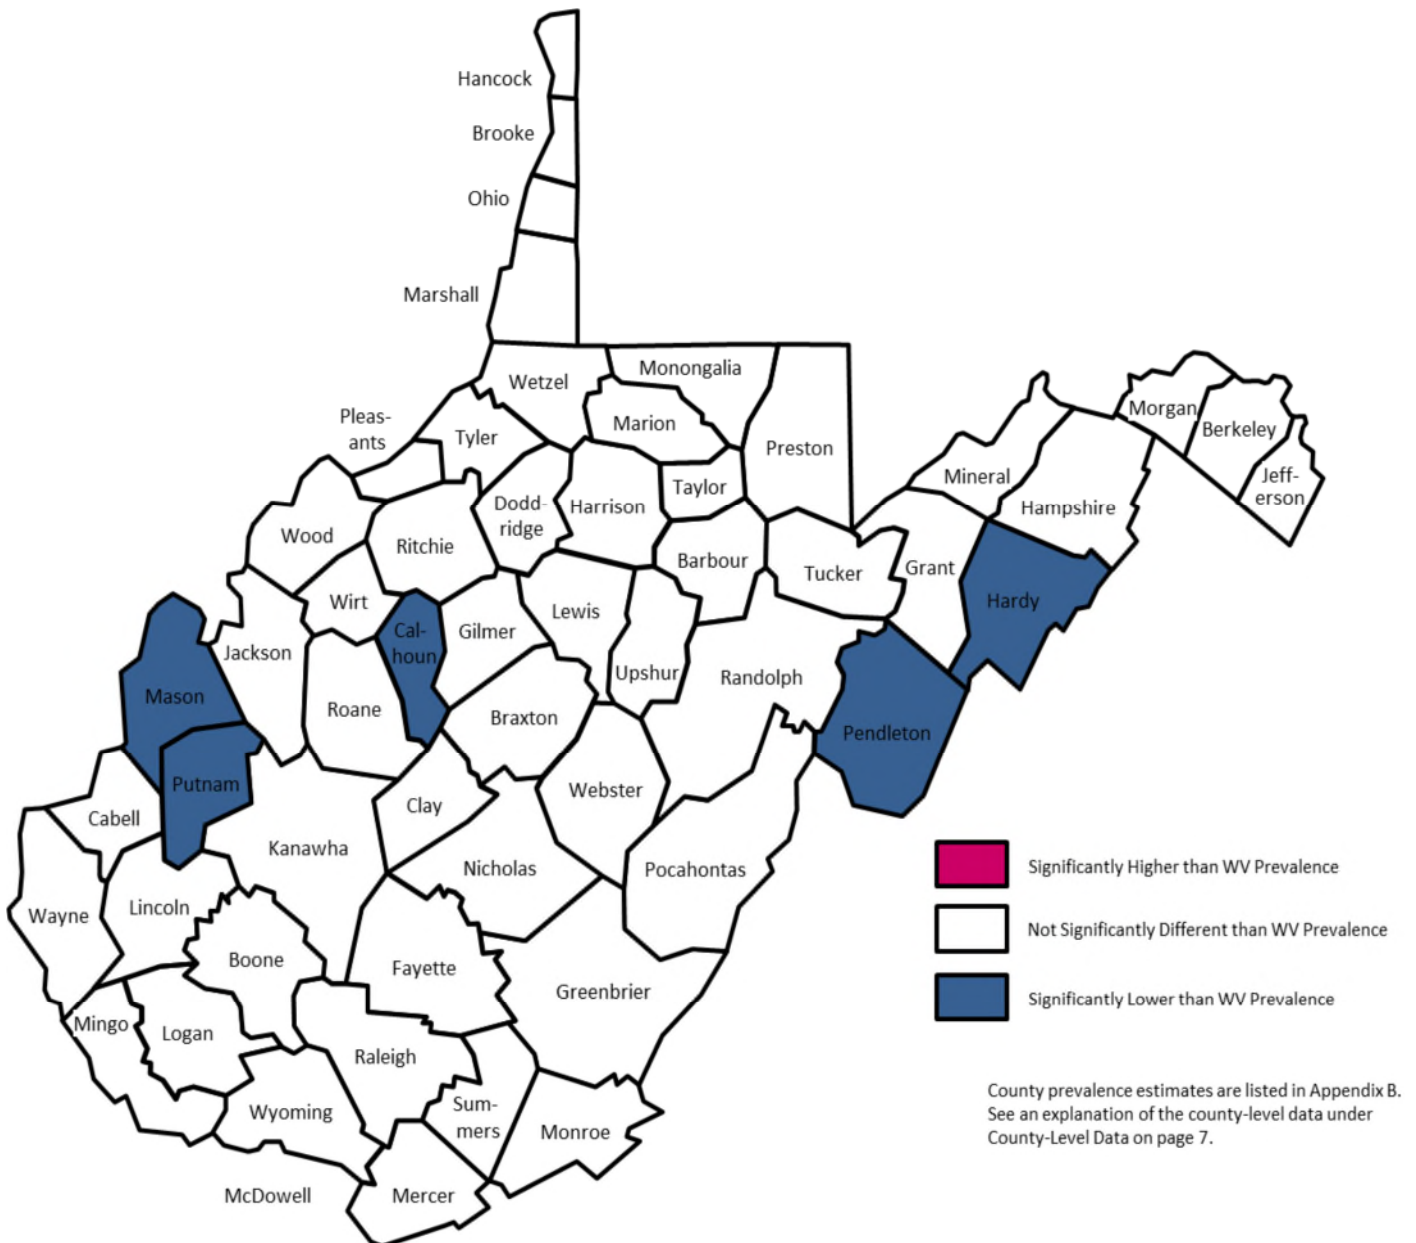 Hancock
Brooke
Ohio
Marshall
Wetzel
Monongalia
Pleas-
ants
Tyler
Marion
Preston
Morgan
Berkeley
Jeff-
erson
Mineral
Hampshire
Wood
Ritchie
Dodd-
ridge
Harrison
Taylor
Barbour
Tucker
Grant
Hardy
Wirt
Cal-
houn
Gilmer
Lewis
Upshur
Randolph
Jackson
Mason
Roane
Braxton
Pendleton
Putnam
Cabell
Clay
Webster
Kanawha
Nicholas
Pocahontas
Wayne
Lincoln
Boone
Fayette
Greenbrier
Mingo
Logan
Raleigh
Wyoming
Sum-
mers
Monroe
McDowell
Mercer
Significantly Higher than WV Prevalence
Not Significantly Different than WV Prevalence
Significantly Lower than WV Prevalence
County prevalence estimates are listed in Appendix B.
See an explanation of the county-level data under
County-Level Data on page 7.